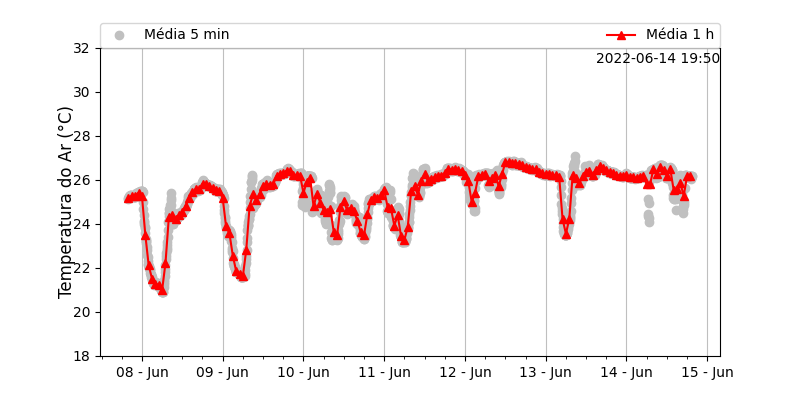 Média 5 min
Média 1 h
2022-06-14 19:50
Temperatura do Ar (°C)
32
30
28
26
24
22
20
18
08 - Jun
09 - Jun
10 - Jun
11 - Jun
12 - Jun
13 - Jun
14 - Jun
15 - Jun